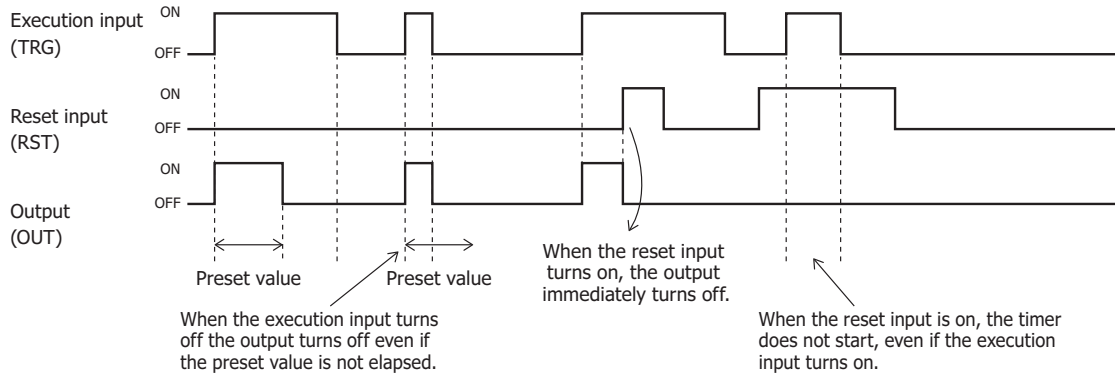 Execution input
(TRG)
ON
OFF
Reset input
(RST)
ON
OFF
Output
(OUT)
ON
OFF
Preset value
Preset value
When the execution input turns
off the output turns off even if
the preset value is not elapsed.
When the reset input
turns on, the output
immediately turns off.
When the reset input is on, the timer
does not start, even if the execution
input turns on.